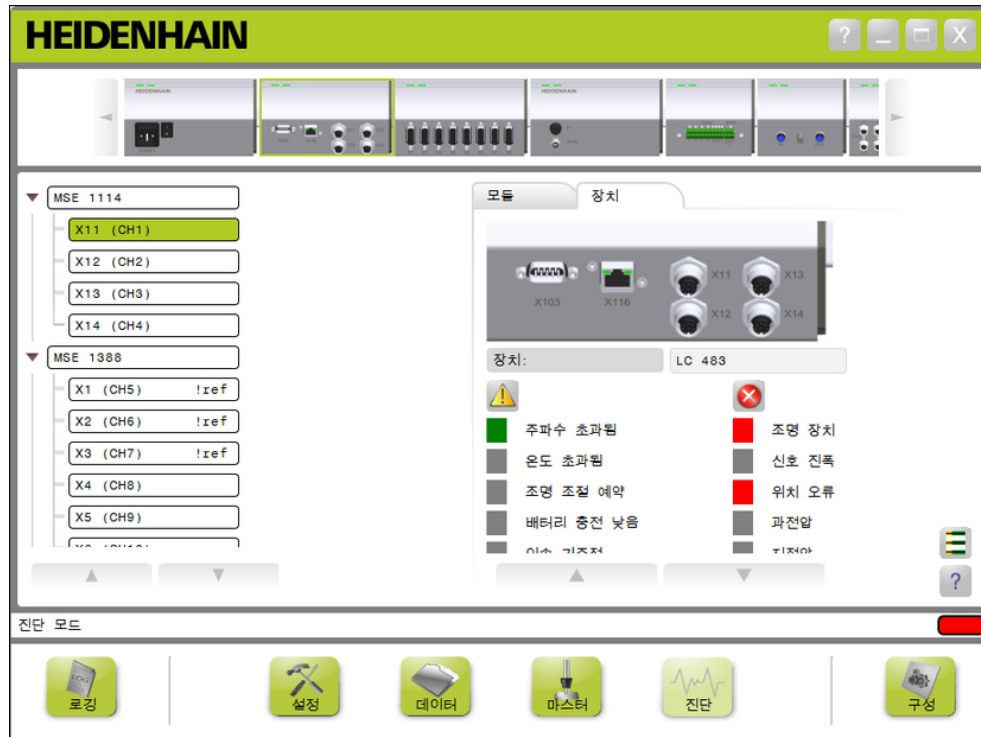 HEIDENHAIN
? _ X
HEIDENHAIN
HEIDENHAIN
MSE 1114
X11 (CH1)
X12 (CH2)
X13 (CH3)
X14 (CH4)
MSE 1388
X1 (CH5) !ref
X2 (CH6) !ref
X3 (CH7) !ref
X4 (CH8)
X5 (CH9)
모듈
장치
X103
X116
X11
X13
X12
X14
장치:
LC 483
주파수 초과됨
조명 장치
온도 초과됨
신호 진폭
조명 조절 예약
위치 오류
배터리 충전 낮음
과전압
?
진단 모드
LOG
로깅
설정
데이터
마스터
진단
구성